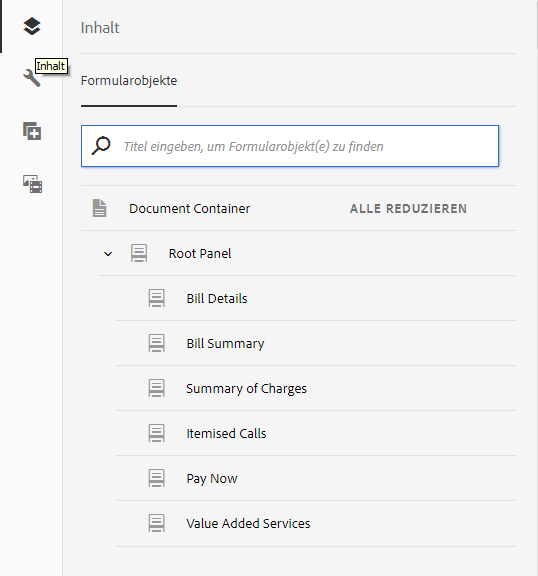 Inhalt
Inhalt
Formularobjekte
Titel eingeben, um Formularobjekt(e) zu finden
Document Container ALLE REDUZIEREN
Root Panel
Bill Details
Bill Summary
Summary of Charges
Itemised Calls
Pay Now
Value Added Services